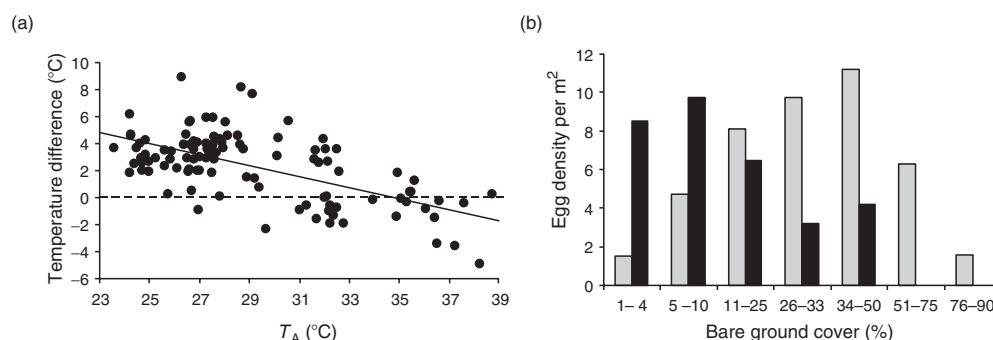 (a)
Temperature difference (°C)
10
8
6
4
2
0
–2
–4
–6
23 25 27 29 31 33 35 37 39
T_A (°C)
(b)
Egg density per m²
12
10
8
6
4
2
0
1– 4 5 –10 11–25 26–33 34–50 51–75 76–90
Bare ground cover (%)